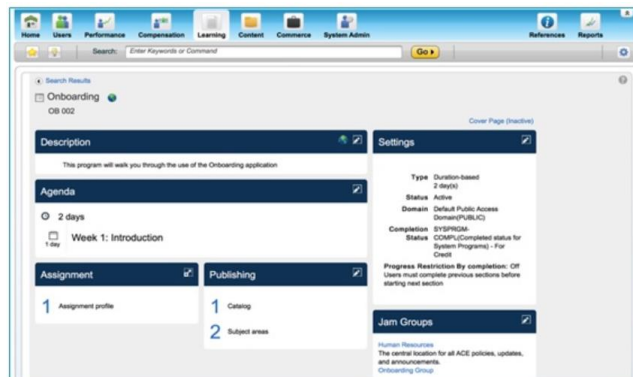 Home Users Performance Compensation Learning Content Commerce System Admin References Reports
Search: Enter Keywords or Command Go
Search Results
Onboarding
OB 002
Cover Page (Inactive)
Description
This program will walk you through the use of the Onboarding application
Agenda
2 days
1 day Week 1: Introduction
Assignment
1 Assignment profile
Publishing
1 Catalog
2 Subject areas
Settings
Type Duration-based
2 day(s)
Status Active
Domain Default Public Access
Domain(PUBLIC)
Completion SYSPRGM-
Status COMPL(Completed status for
System Programs) - For
Credit
Progress Restriction By completion: Off
Users must complete previous sections before
starting next section
Jam Groups
Human Resources
The central location for all ACE policies, updates,
and announcements.
Onboarding Group